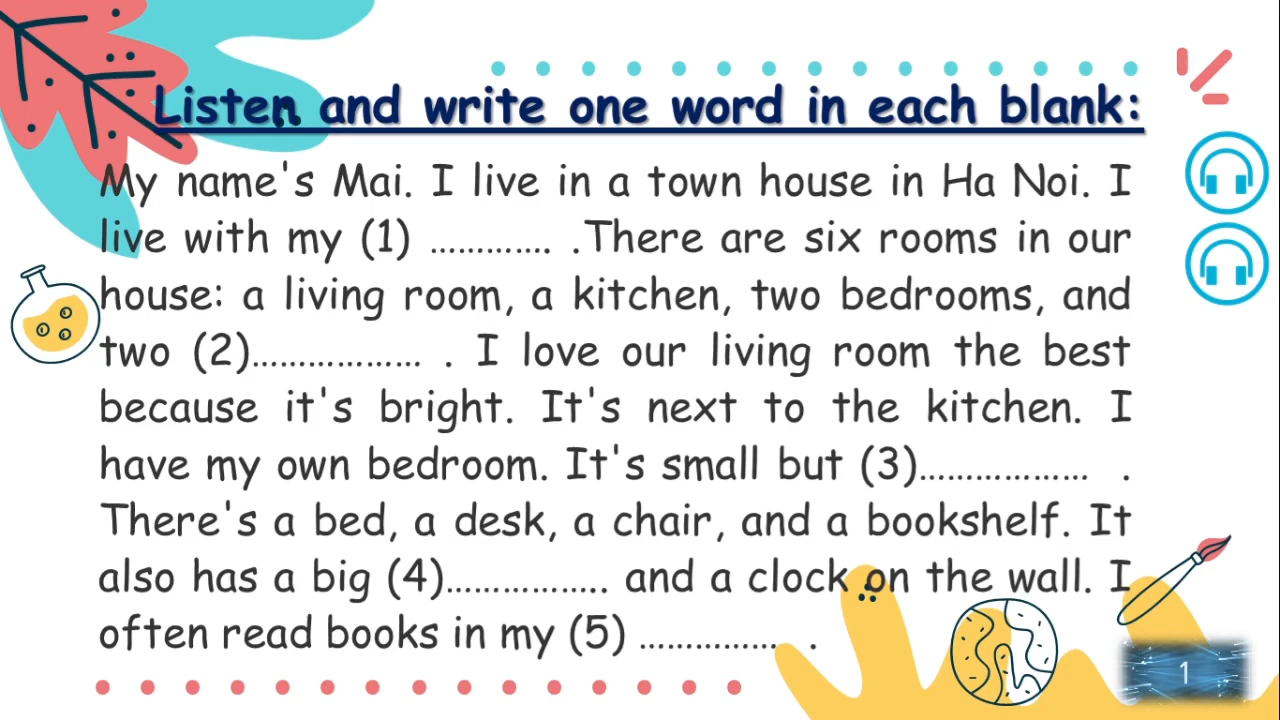 Listen and write one word in each blank:
My name's Mai. I live in a town house in Ha Noi. I
live with my (1) …………. .There are six rooms in our
house: a living room, a kitchen, two bedrooms, and
two (2)……………… . I love our living room the best
because it's bright. It's next to the kitchen. I
have my own bedroom. It's small but (3)……………… .
There's a bed, a desk, a chair, and a bookshelf. It
also has a big (4)…………….. and a clock on the wall. I
often read books in my (5) …………… .
1